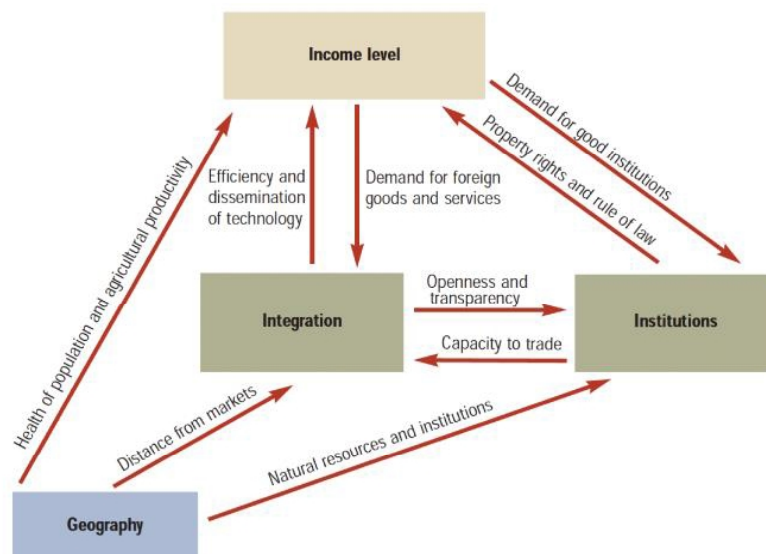 Income level
Demand for good institutions
Property rights and rule of law
Health of population and agricultural productivity
Efficiency and
dissemination
of technology
Demand for foreign
goods and services
Integration
Openness and
transparency
Capacity to trade
Institutions
Distance from markets
Natural resources and institutions
Geography